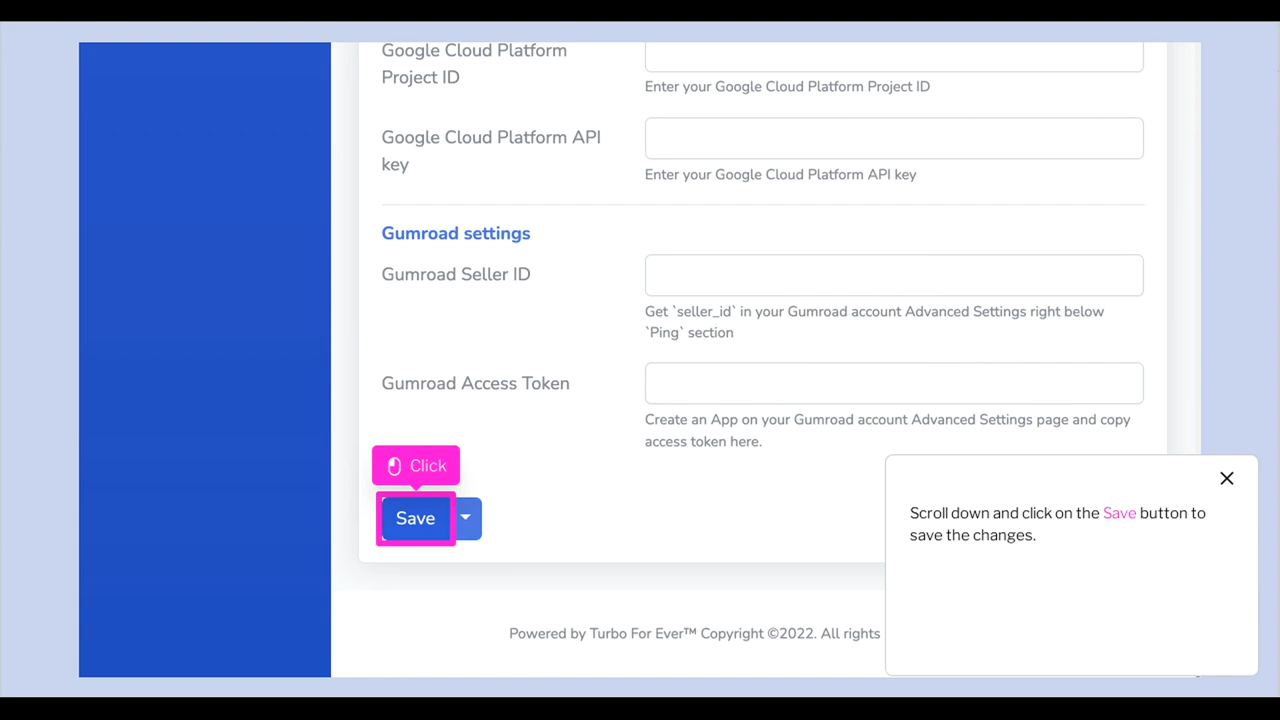 Google Cloud Platform
Project ID
Enter your Google Cloud Platform Project ID
Google Cloud Platform API
key
Enter your Google Cloud Platform API key
Gumroad settings
Gumroad Seller ID
Get `seller_id` in your Gumroad account Advanced Settings right below
`Ping` section
Gumroad Access Token
Create an App on your Gumroad account Advanced Settings page and copy
access token here.
Click
Save
Scroll down and click on the Save button to
save the changes.
Powered by Turbo For Ever™ Copyright ©2022. All rights